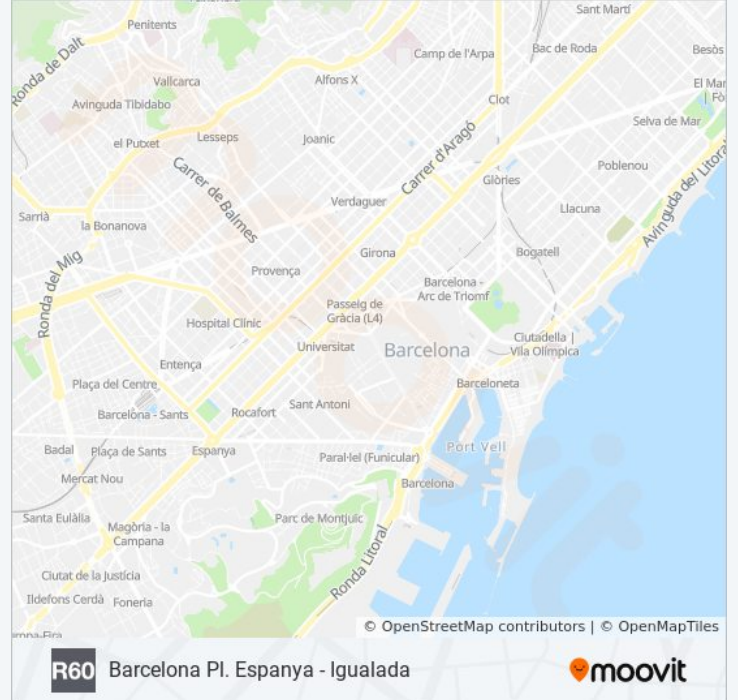 Sant Martí
Penitents
Ronda de Dalt
Camp de l'Arpa
Bac de Roda
Besòs
Vallcarca
Alfons X
El Mar
| Fò
Avinguda Tibidabo
Clot
Selva de Mar
el Putxet
Lesseps
Joanic
Carrer d'Aragó
Poblenou
Carrer de Balmes
Glòries
Avinguda del Litoral
Verdaguer
Llacuna
Sarrià
la Bonanova
Girona
Bogatell
Ronda del Mig
Provença
Barcelona -
Arc de Triomf
Passeig de
Gràcia (L4)
Hospital Clínic
Universitat
Barcelona
Ciutadella |
Vila Olímpica
Entença
Plaça del Centre
Barceloneta
Barcelona - Sants
Rocafort
Sant Antoni
Badal
Plaça de Sants
Espanya
Paral·lel (Funicular)
Port Vell
Mercat Nou
Barcelona
Santa Eulàlia
Magòria - la
Campana
Parc de Montjuïc
Ronda Litoral
Ciutat de la Justícia
Ildefons Cerdà
Foneria
ropa-Fira
© OpenStreetMap contributors | © OpenMapTiles
R60 Barcelona Pl. Espanya - Igualada
moovit